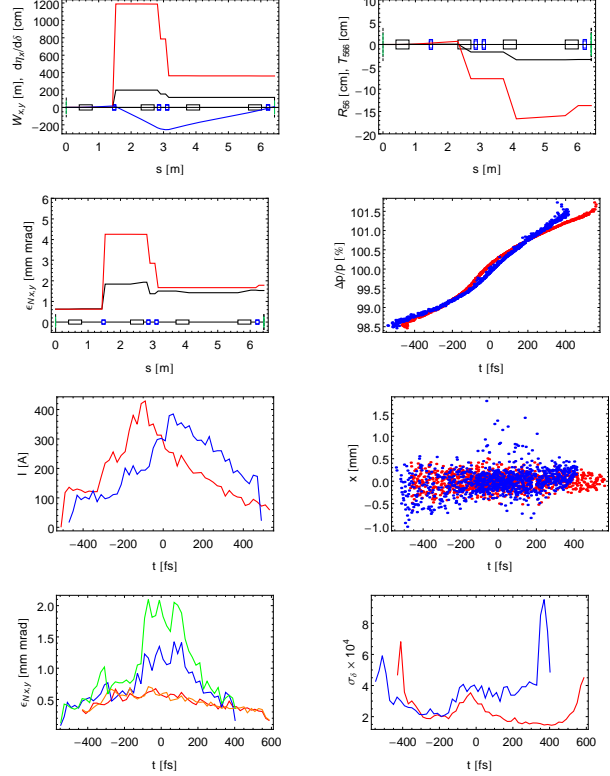 W_{x,y} [m], dη_x/dδ [cm]
1200
1000
800
600
400
200
0
−200
0 1 2 3 4 5 6
s [m]
R_{56} [cm], T_{566} [cm]
10
5
0
−5
−10
−15
−20
0 1 2 3 4 5 6
s [m]
ϵ_{Nx,y} [mm mrad]
6
5
4
3
2
1
0
0 1 2 3 4 5 6
s [m]
Δp/p [%]
101.5
101.0
100.5
100.0
99.5
99.0
98.5
−400 −200 0 200 400
t [fs]
I [A]
400
300
200
100
0
−400 −200 0 200 400
t [fs]
x [mm]
1.5
1.0
0.5
0.0
−0.5
−1.0
−400 −200 0 200 400 600
t [fs]
ϵ_{Nx,y} [mm mrad]
2.0
1.5
1.0
0.5
−400 −200 0 200 400 600
t [fs]
σ_δ × 10^4
8
6
4
2
−400 −200 0 200 400 600
t [fs]